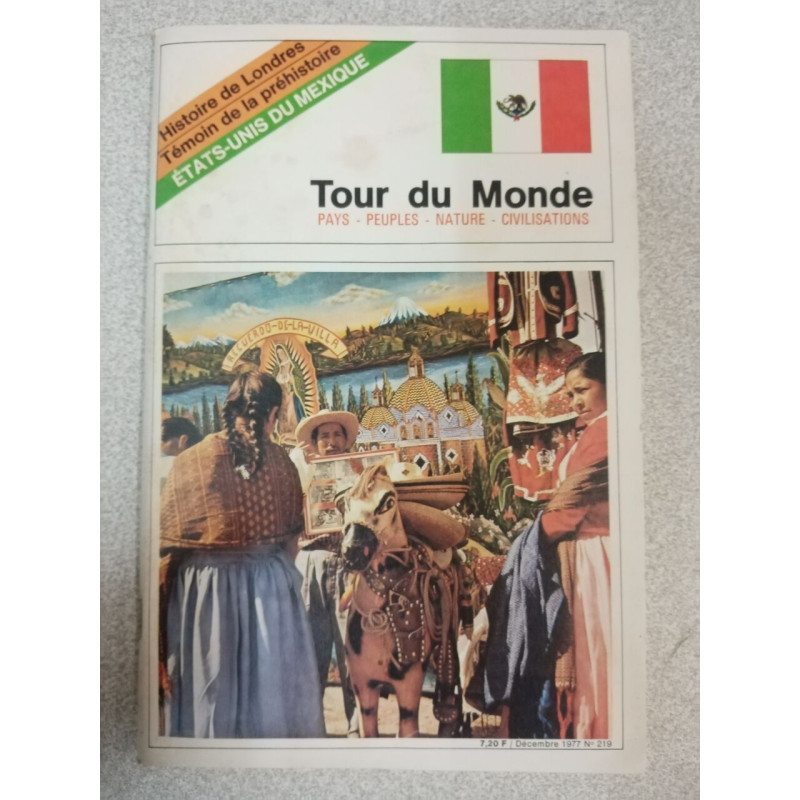 Histoire de Londres
Témoin de la préhistoire
ÉTATS-UNIS DU MEXIQUE
Tour du Monde
PAYS - PEUPLES - NATURE - CIVILISATIONS
RECUERDO-DE-LA-VILLA
7,20 F | Décembre 1977 N° 219